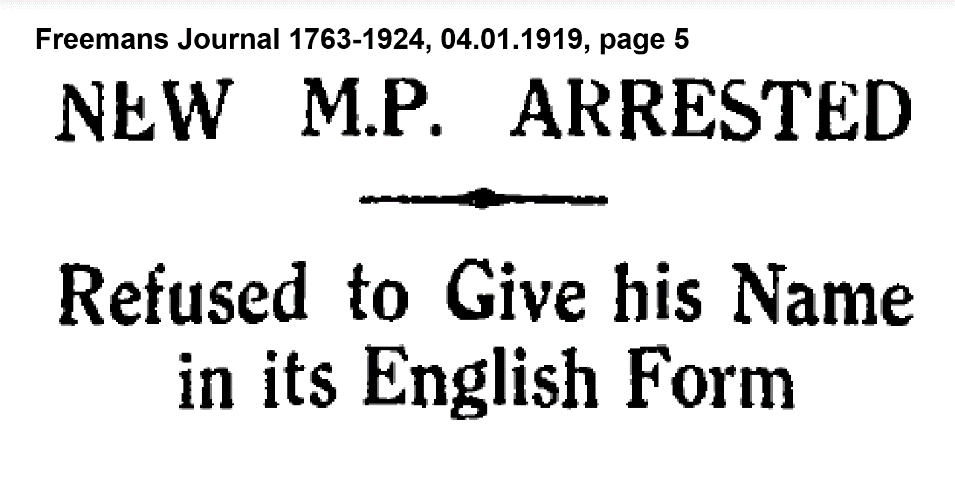 Freemans Journal 1763-1924, 04.01.1919, page 5
NEW M.P. ARRESTED
Refused to Give his Name
in its English Form